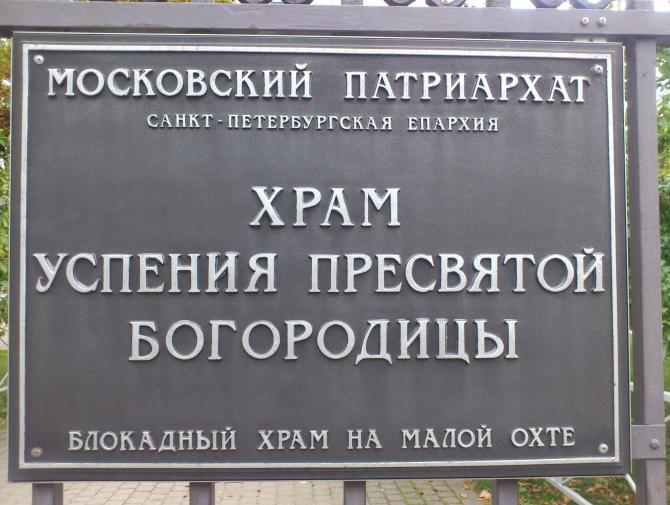 МОСКОВСКИЙ ПАТРИАРХАТ
САНКТ-ПЕТЕРБУРГСКАЯ ЕПАРХИЯ
ХРАМ
УСПЕНИЯ ПРЕСВЯТОЙ
БОГОРОДИЦЫ
БЛОКАДНЫЙ ХРАМ НА МАЛОЙ ОХТЕ